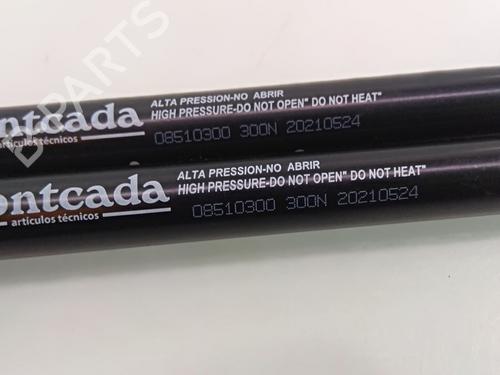 ontcada
artículos técnicos
ALTA PRESSION-NO ABRIR
HIGH PRESSURE-DO NOT OPEN" DO NOT HEAT"
08510300 300N 20210524
ontcada
artículos técnicos
ALTA PRESSION-NO ABRIR
HIGH PRESSURE-DO NOT OPEN" DO NOT HEAT"
08510300 300N 20210524
B-PARTS